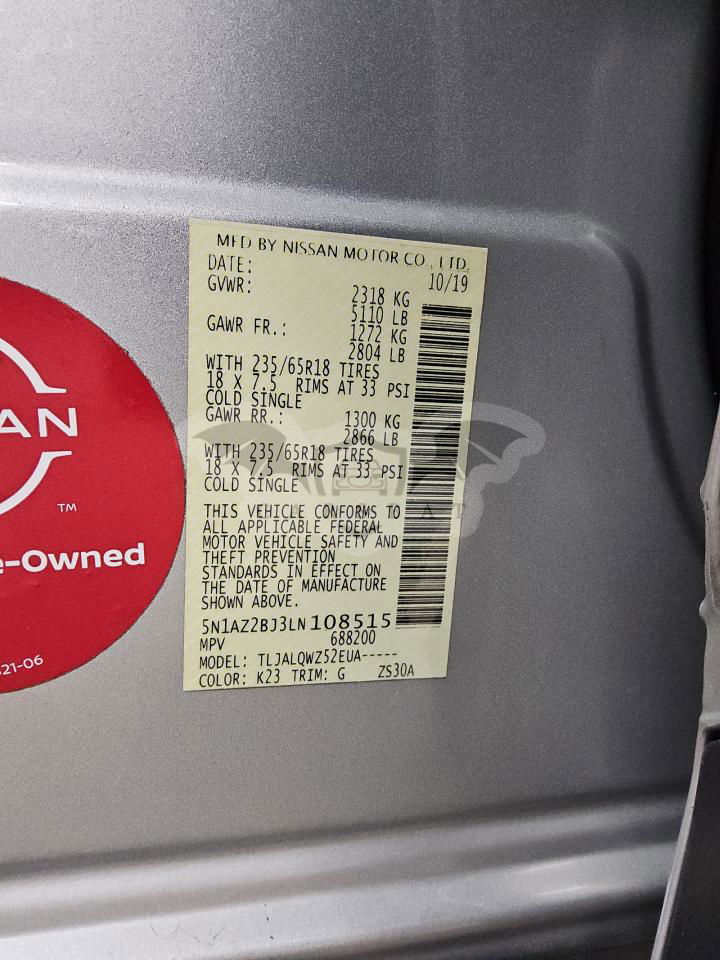 MFD BY NISSAN MOTOR CO., LTD.
DATE: 10/19
GVWR: 2318 KG
5110 LB
GAWR FR.: 1272 KG
2804 LB
WITH 235/65R18 TIRES
18 X 7.5 RIMS AT 33 PSI
COLD SINGLE
GAWR RR.: 1300 KG
2866 LB
WITH 235/65R18 TIRES
18 X 7.5 RIMS AT 33 PSI
COLD SINGLE
THIS VEHICLE CONFORMS TO
ALL APPLICABLE FEDERAL
MOTOR VEHICLE SAFETY AND
THEFT PREVENTION
STANDARDS IN EFFECT ON
THE DATE OF MANUFACTURE
SHOWN ABOVE.
5N1AZ2BJ3LN108515
MPV 688200
MODEL: TLJALQWZ52EUA-----
COLOR: K23 TRIM: G ZS30A
AN
TM
e-Owned
21-06